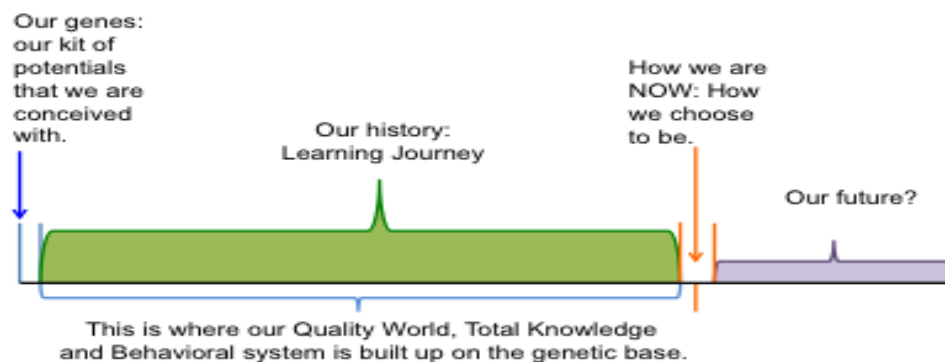 Our genes:
our kit of
potentials
that we are
conceived
with.
Our history:
Learning Journey
How we are
NOW: How
we choose
to be.
Our future?
This is where our Quality World, Total Knowledge
and Behavioral system is built up on the genetic base.